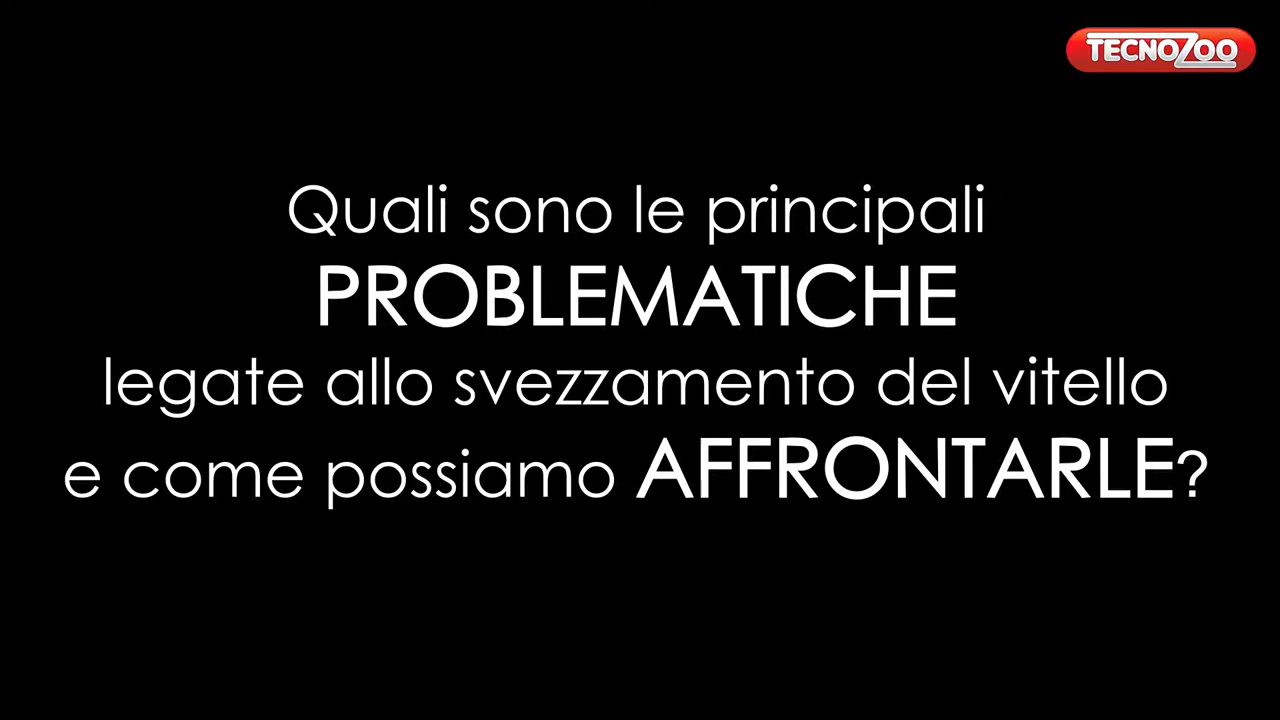 TECNOZOO
Quali sono le principali
PROBLEMATICHE
legate allo svezzamento del vitello
e come possiamo AFFRONTARLE?